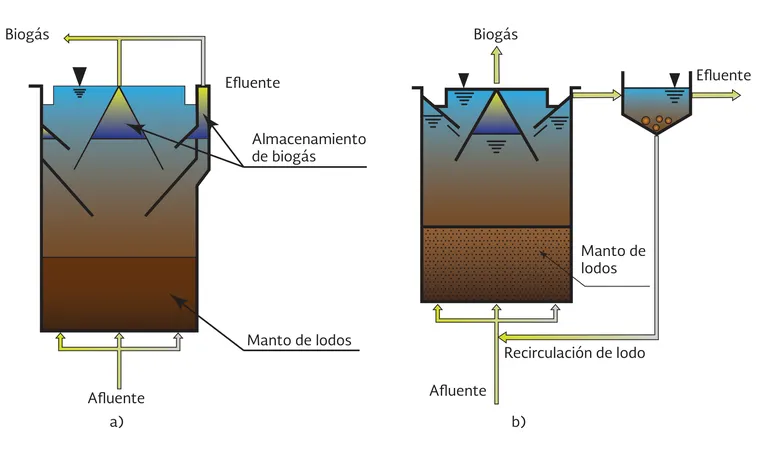 Biogás
Efluente
Almacenamiento
de biogás
Manto de lodos
Afluente
a)
Biogás
Efluente
Manto de
lodos
Recirculación de lodo
Afluente
b)